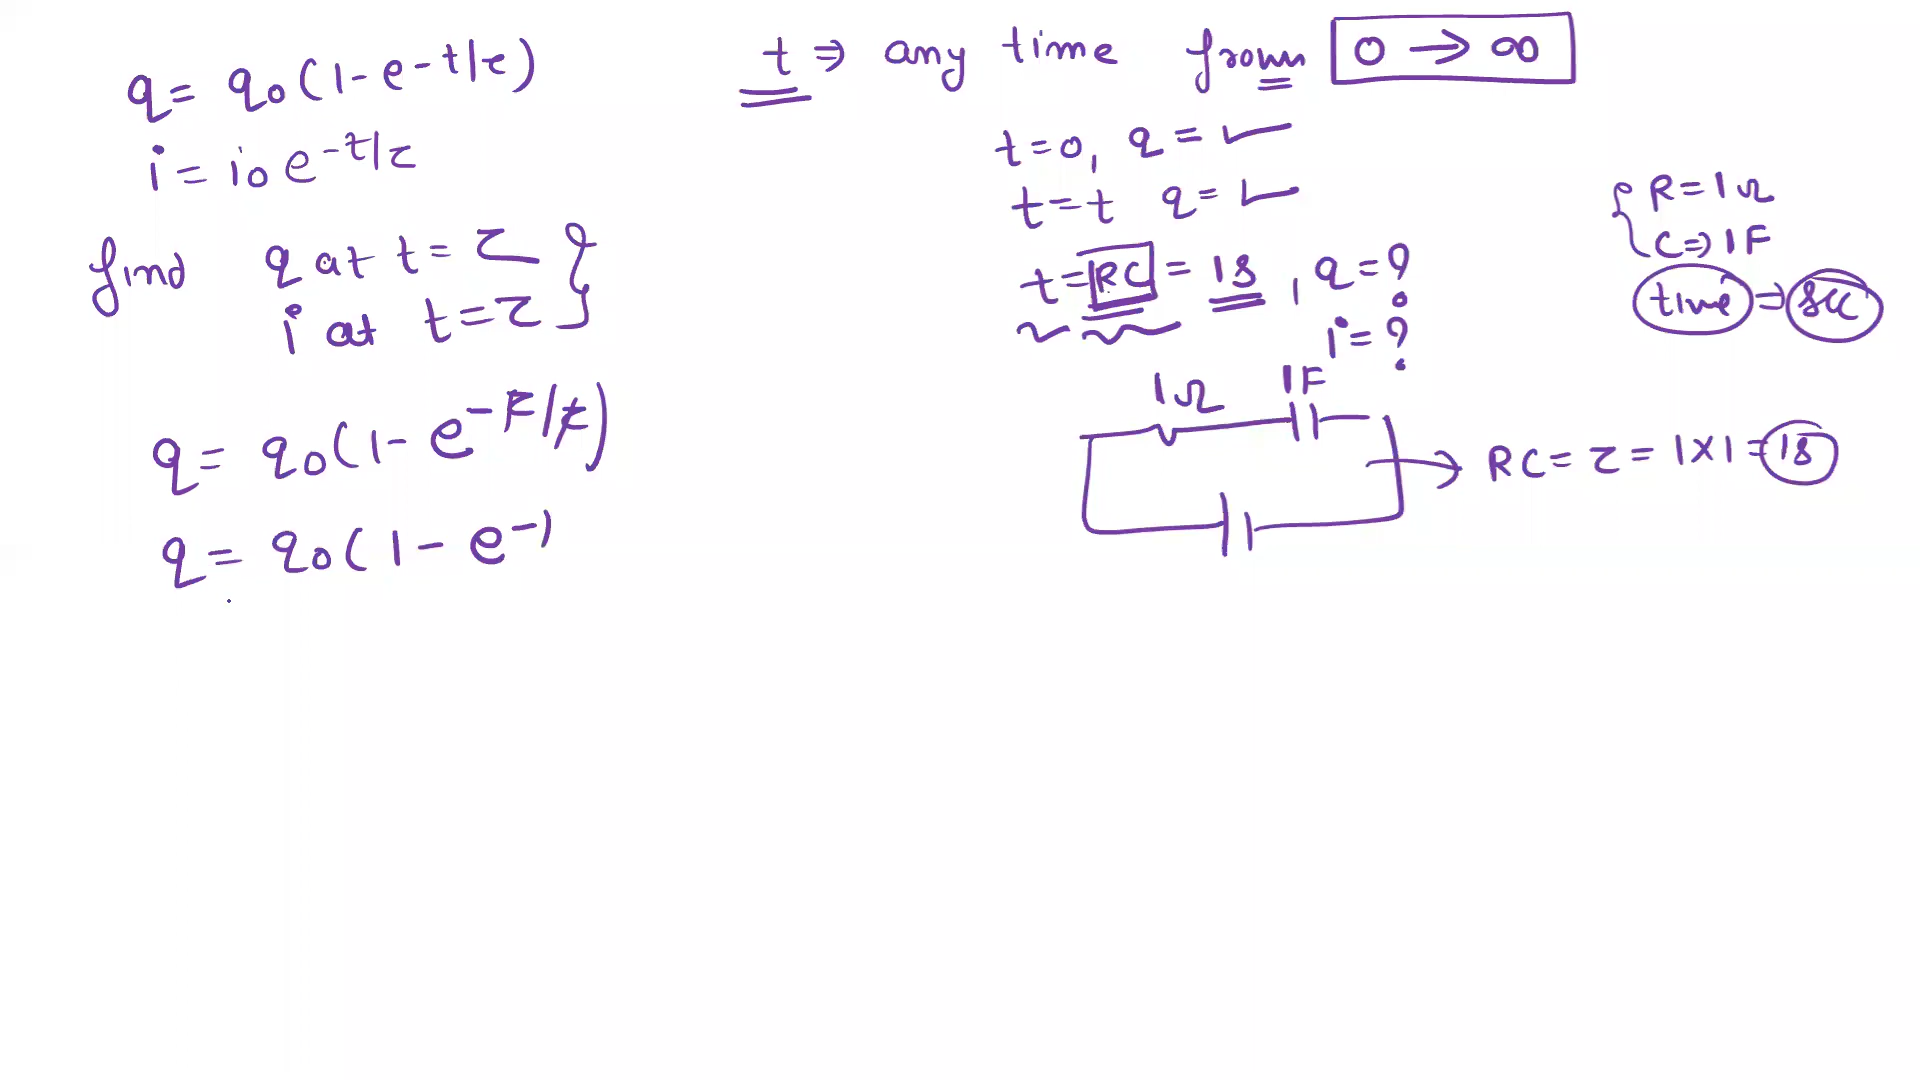 q = q0(1-e-t/τ)
i = i0 e-t/τ
find q at t = τ
i at t = τ
q = q0(1- e-τ/τ)
q = q0(1- e-1
t ⇒ any time from 0 → ∞
t=0, q = ✓
t=t q = ✓
t=RC = 1s, q=?
i=?
R=1Ω
C⇒1F
time ⇒ sec
1Ω 1F
RC = τ = 1×1 = 1s